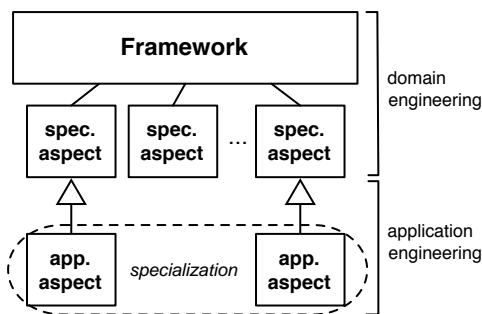 Framework
domain
engineering
spec.
aspect
spec.
aspect
...
spec.
aspect
application
engineering
app.
aspect
specialization
app.
aspect